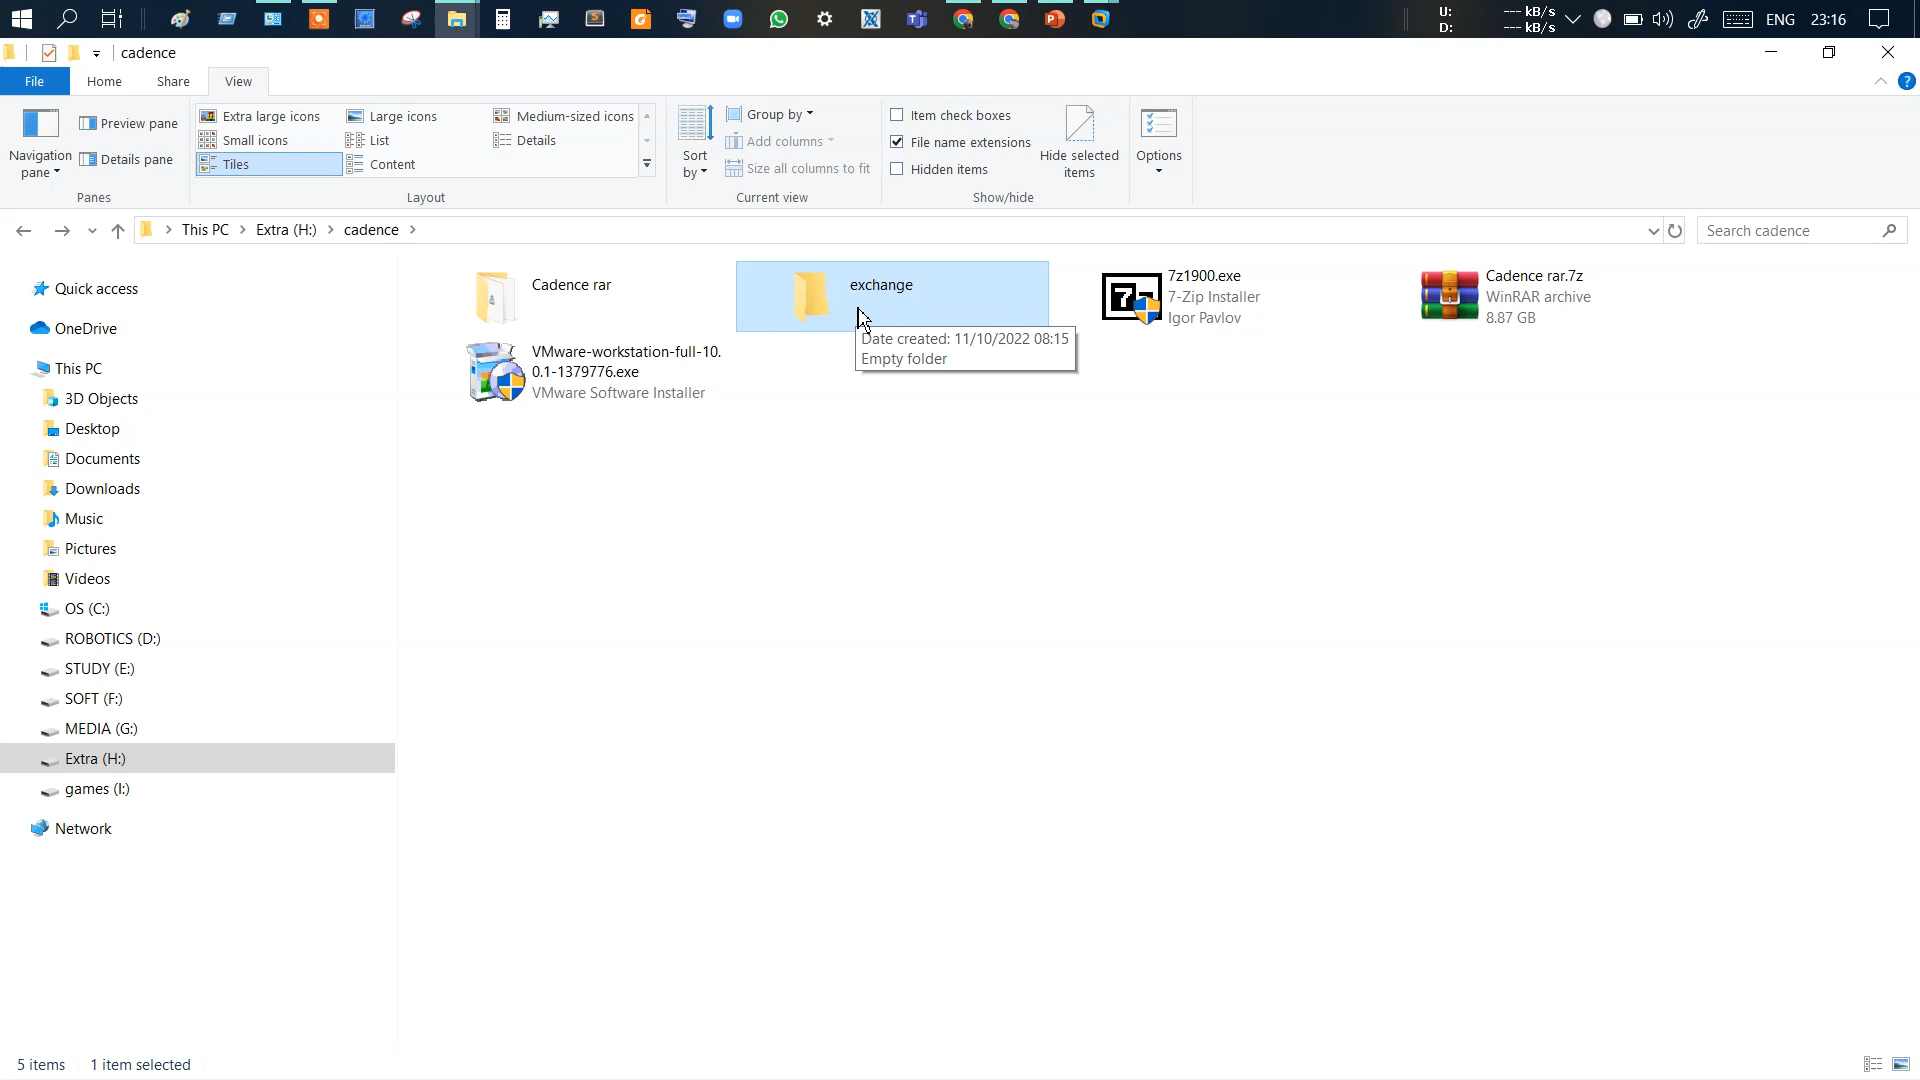 U: --- kB/s
D: --- kB/s
ENG 23:16
cadence
File Home Share View
Navigation pane
Preview pane
Details pane
Panes
Extra large icons Large icons Medium-sized icons
Small icons List Details
Tiles Content
Layout
Sort by
Group by
Add columns
Size all columns to fit
Current view
Item check boxes
File name extensions
Hidden items
Hide selected items
Show/hide
Options
This PC Extra (H:) cadence
Search cadence
Quick access
OneDrive
This PC
3D Objects
Desktop
Documents
Downloads
Music
Pictures
Videos
OS (C:)
ROBOTICS (D:)
STUDY (E:)
SOFT (F:)
MEDIA (G:)
Extra (H:)
games (I:)
Network
Cadence rar
exchange
Date created: 11/10/2022 08:15
Empty folder
7z1900.exe
7-Zip Installer
Igor Pavlov
Cadence rar.7z
WinRAR archive
8.87 GB
VMware-workstation-full-10.
0.1-1379776.exe
VMware Software Installer
5 items 1 item selected